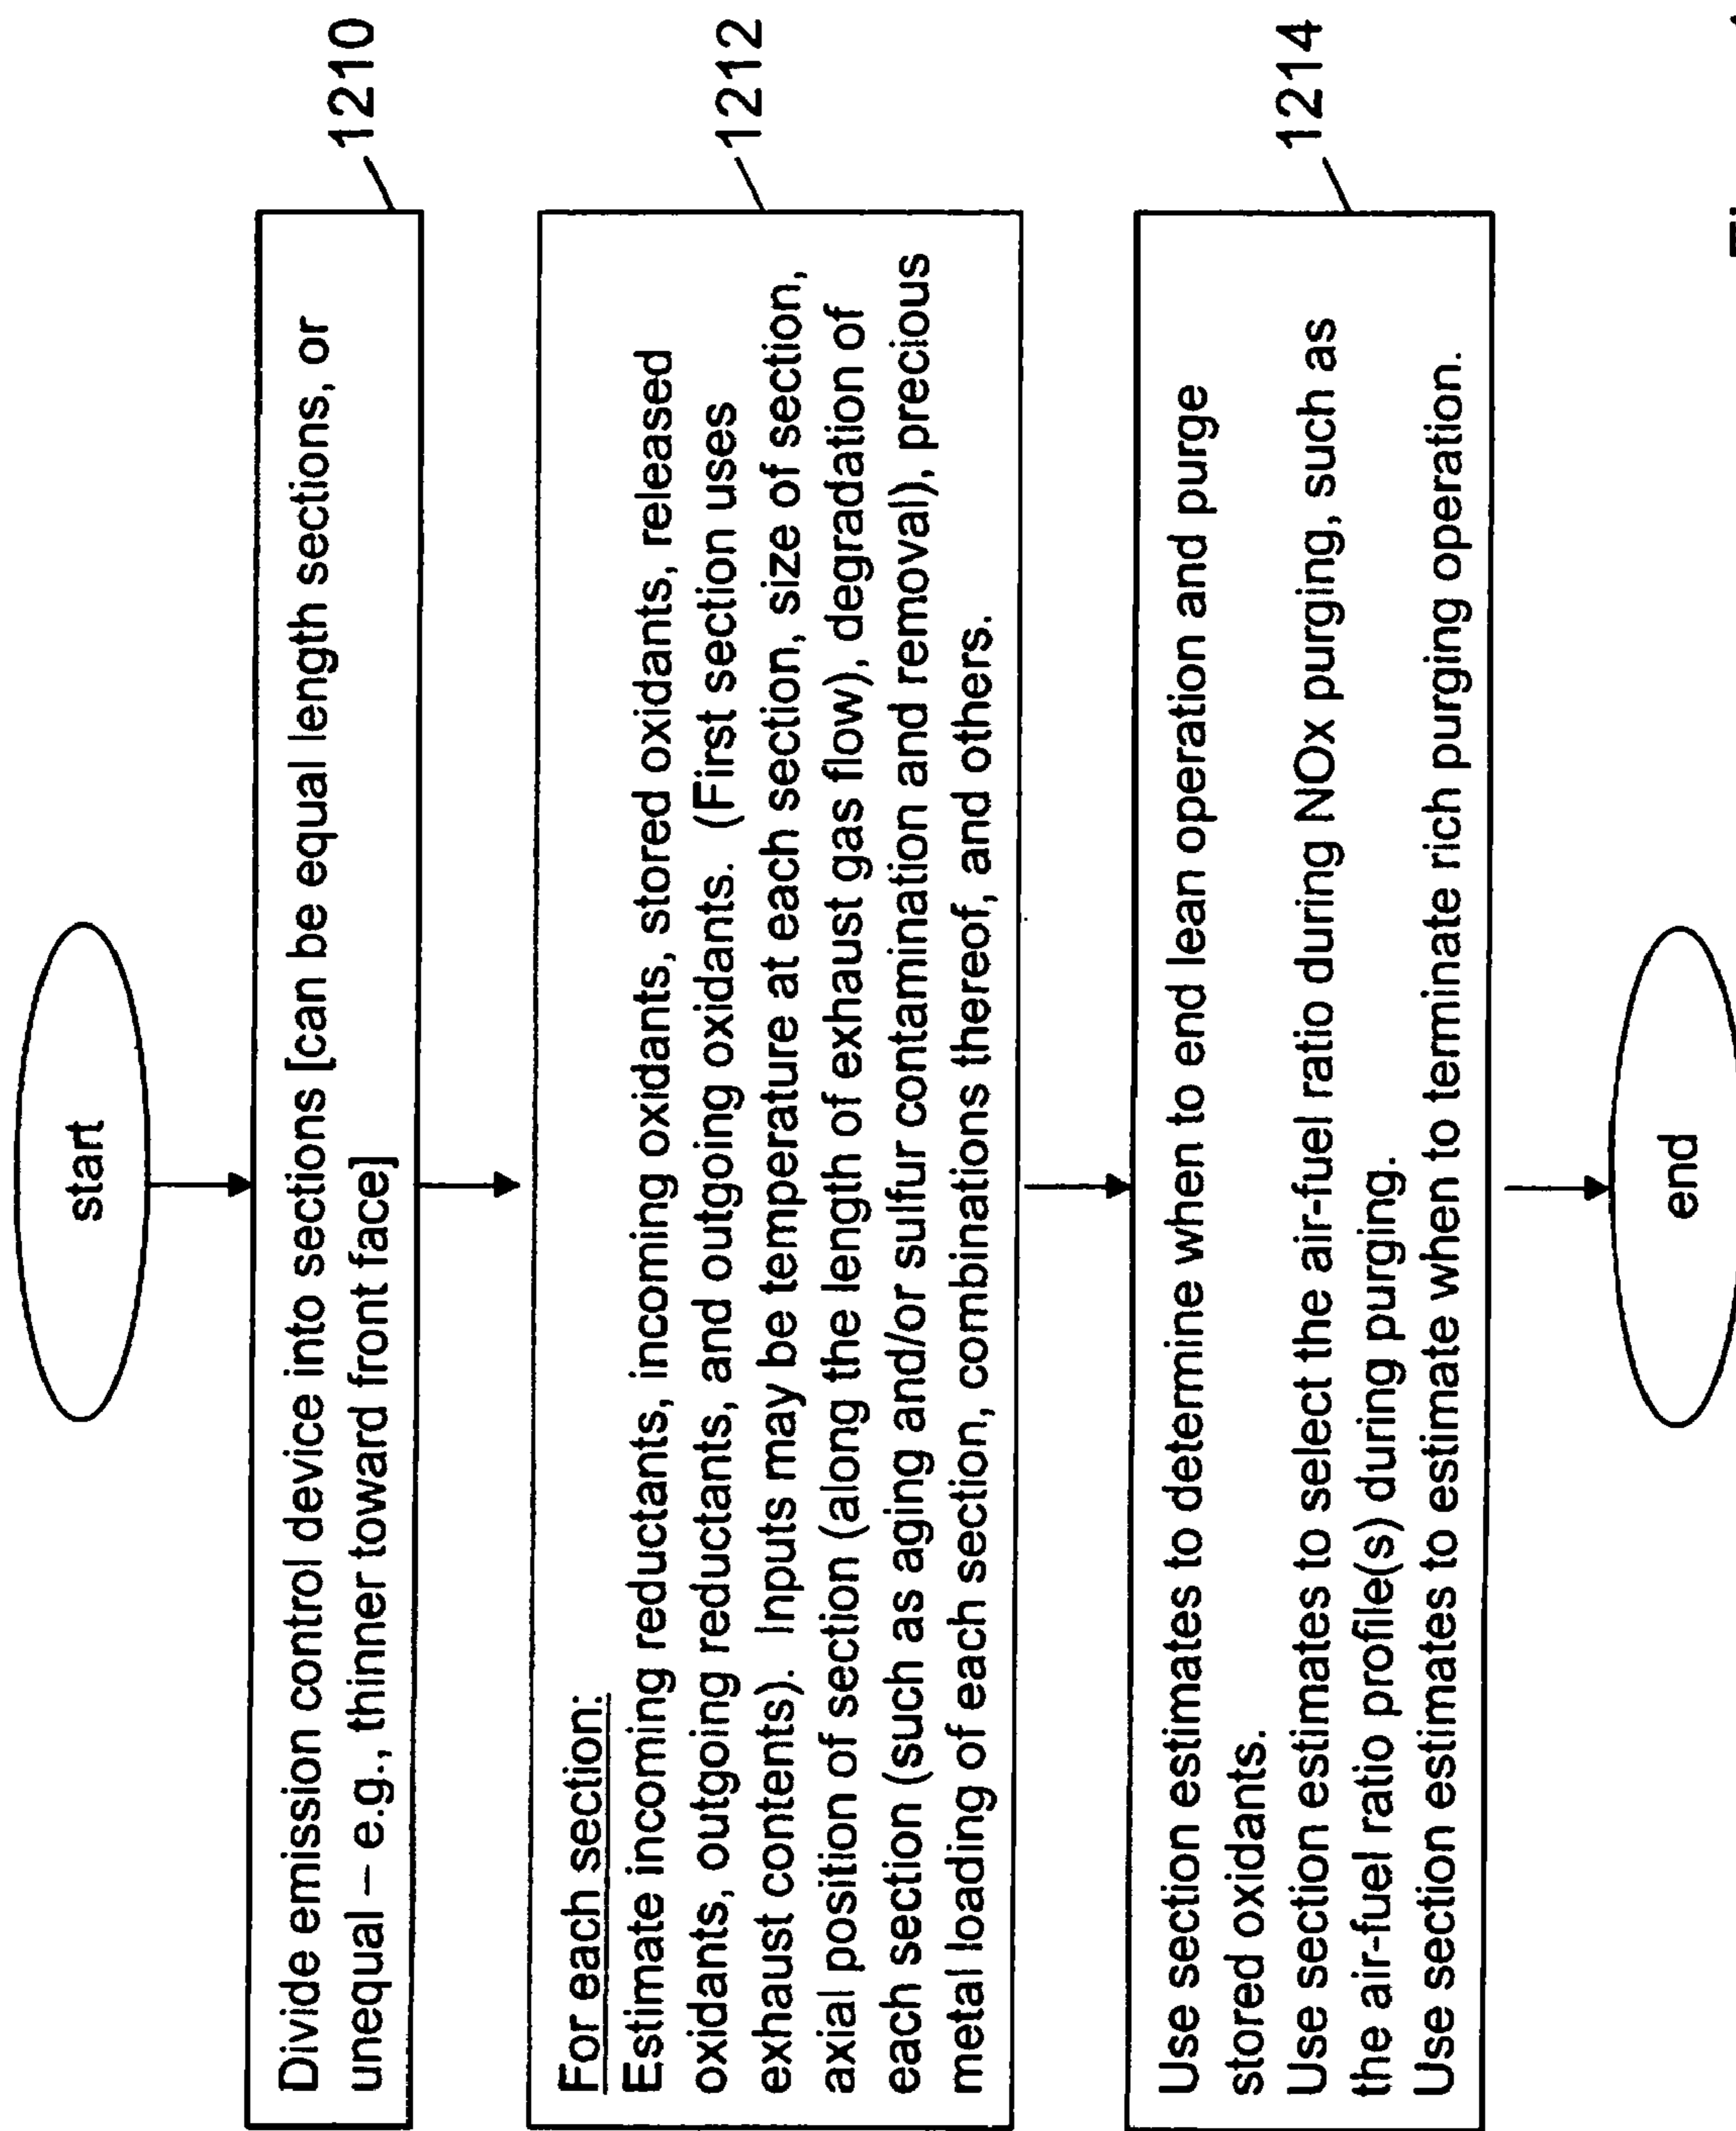 start
Divide emission control device into sections [can be equal length sections, or
unequal – e.g., thinner toward front face]
1210
For each section:
Estimate incoming reductants, incoming oxidants, stored oxidants, released
oxidants, outgoing reductants, and outgoing oxidants. (First section uses
exhaust contents). Inputs may be temperature at each section, size of section,
axial position of section (along the length of exhaust gas flow), degradation of
each section (such as aging and/or sulfur contamination and removal), precious
metal loading of each section, combinations thereof, and others.
1212
Use section estimates to determine when to end lean operation and purge
stored oxidants.
Use section estimates to select the air-fuel ratio during NOx purging, such as
the air-fuel ratio profile(s) during purging.
Use section estimates to estimate when to terminate rich purging operation.
1214
end